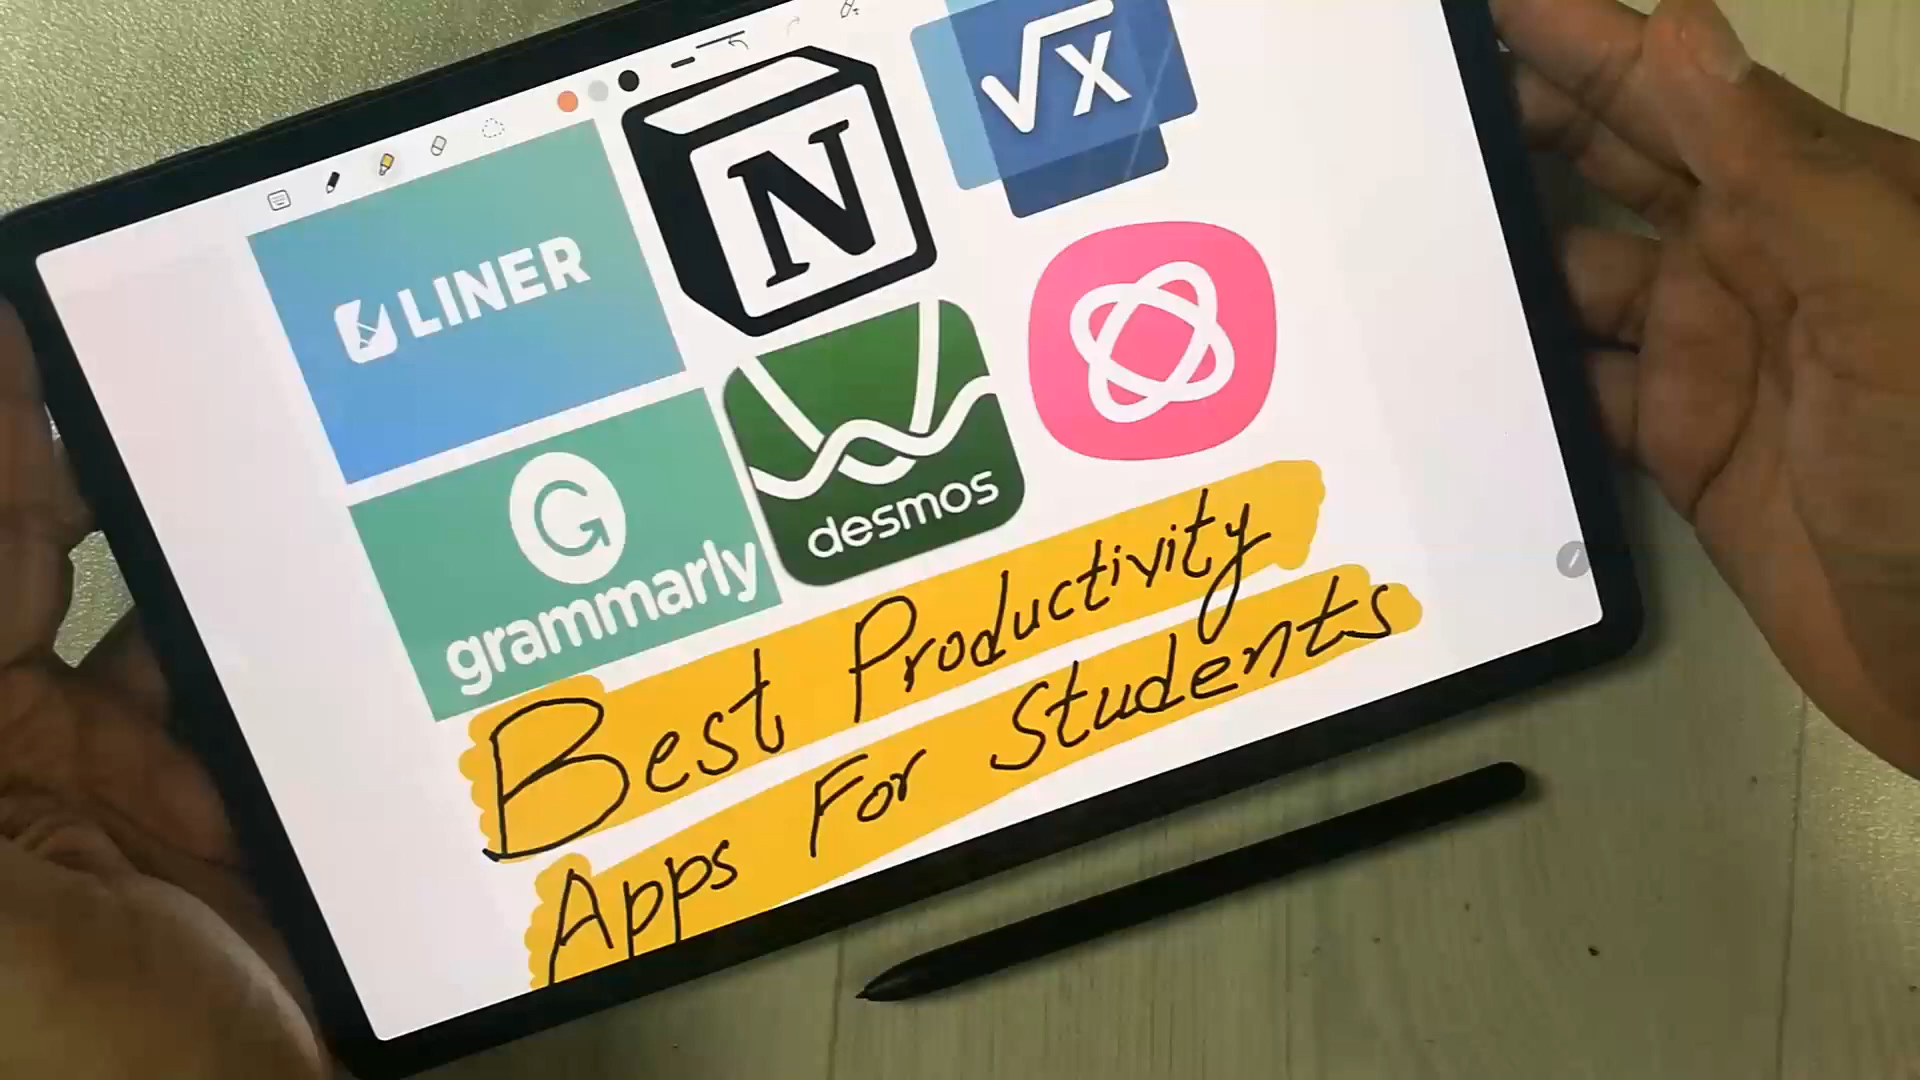 LINER
N
√x
grammarly
desmos
Best Productivity
Apps For Students